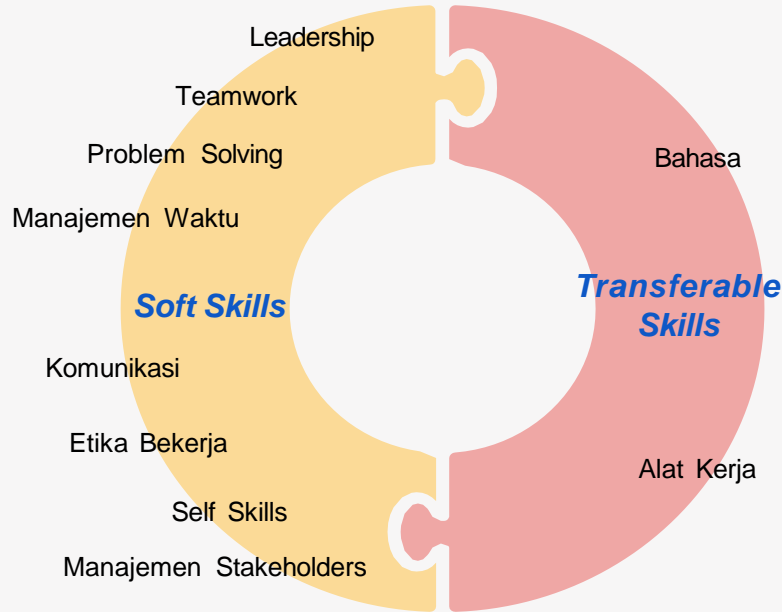 Leadership
Teamwork
Problem Solving
Manajemen Waktu
Soft Skills
Komunikasi
Etika Bekerja
Self Skills
Manajemen Stakeholders
Bahasa
Transferable
Skills
Alat Kerja